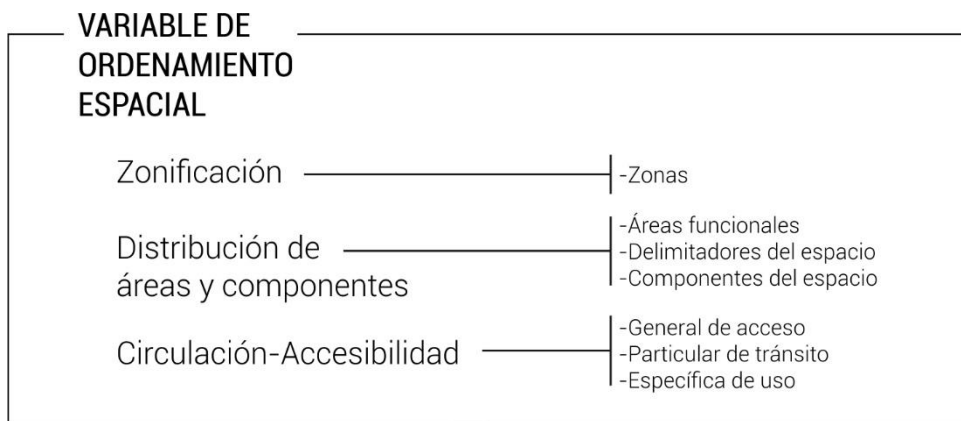 VARIABLE DE
ORDENAMIENTO
ESPACIAL
Zonificación
-Zonas
Distribución de
áreas y componentes
-Áreas funcionales
-Delimitadores del espacio
-Componentes del espacio
Circulación-Accesibilidad
-General de acceso
-Particular de tránsito
-Específica de uso